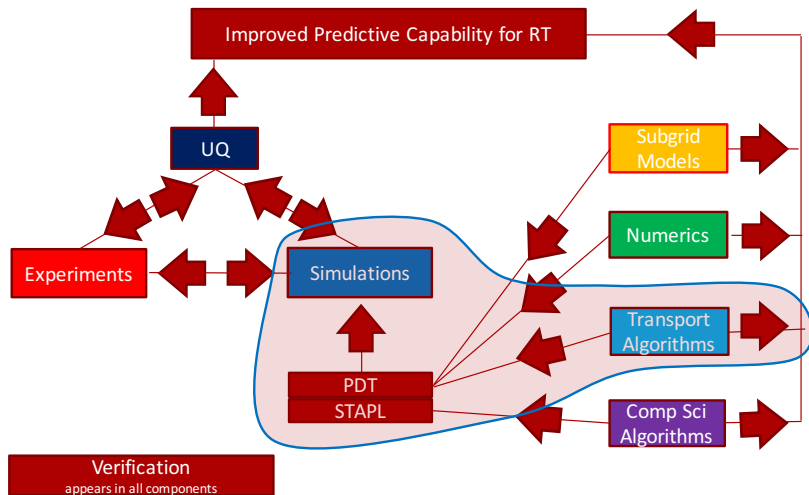 Improved Predictive Capability for RT
UQ
Subgrid
Models
Numerics
Experiments
Simulations
Transport
Algorithms
PDT
STAPL
Comp Sci
Algorithms
Verification
appears in all components